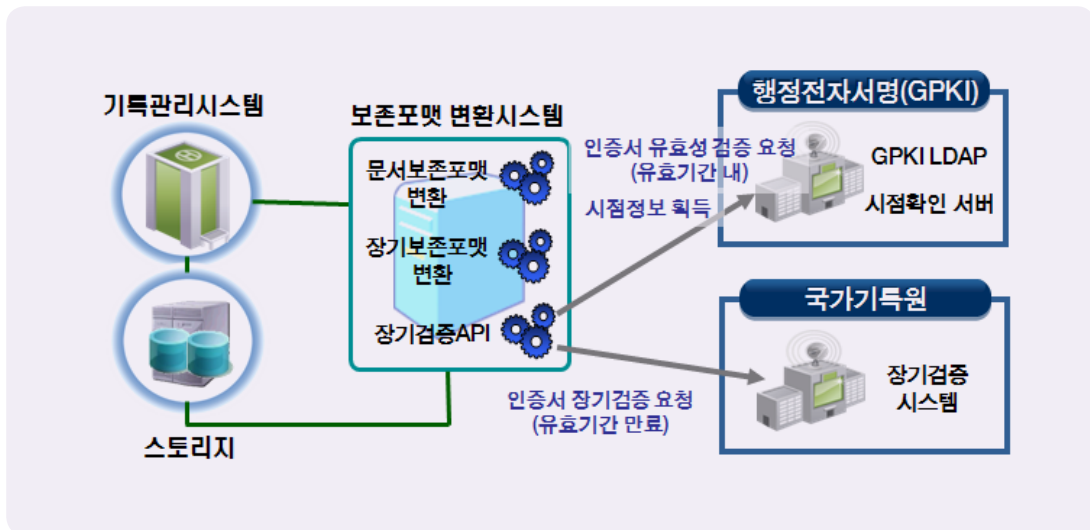 기록관리시스템
스토리지
보존포맷 변환시스템
문서보존포맷
변환
장기보존포맷
변환
장기검증API
인증서 유효성 검증 요청
(유효기간 내)
시점정보 획득
인증서 장기검증 요청
(유효기간 만료)
행정전자서명(GPKI)
GPKI LDAP
시점확인 서버
국가기록원
장기검증
시스템